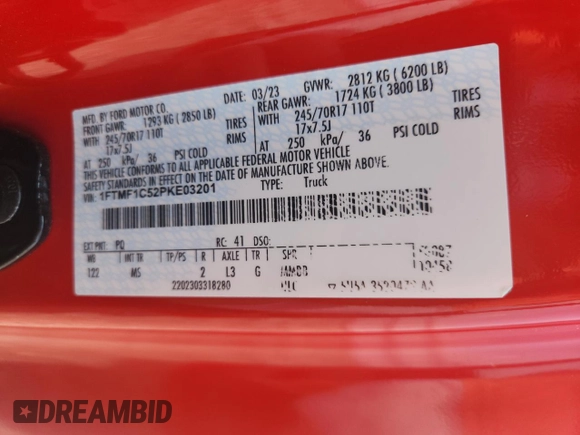 MFD. BY FORD MOTOR CO.
DATE: 03/23 GVWR: 2812 KG ( 6200 LB)
FRONT GAWR: 1293 KG ( 2850 LB) REAR GAWR: 1724 KG ( 3800 LB)
WITH 245/70R17 110T TIRES WITH 245/70R17 110T TIRES
17x7.5J RIMS 17x7.5J RIMS
AT 250 kPa/ 36 PSI COLD AT 250 kPa/ 36 PSI COLD
THIS VEHICLE CONFORMS TO ALL APPLICABLE FEDERAL MOTOR VEHICLE
SAFETY STANDARDS IN EFFECT ON THE DATE OF MANUFACTURE SHOWN ABOVE.
VIN: 1FTMF1C52PKE03201 TYPE: Truck
EXT PNT: PQ RC: 41 DSO:
WB INT TR TP/PS R AXLE TR SPR
122 MS 2 L3 G
2202303318280
DREAMBID